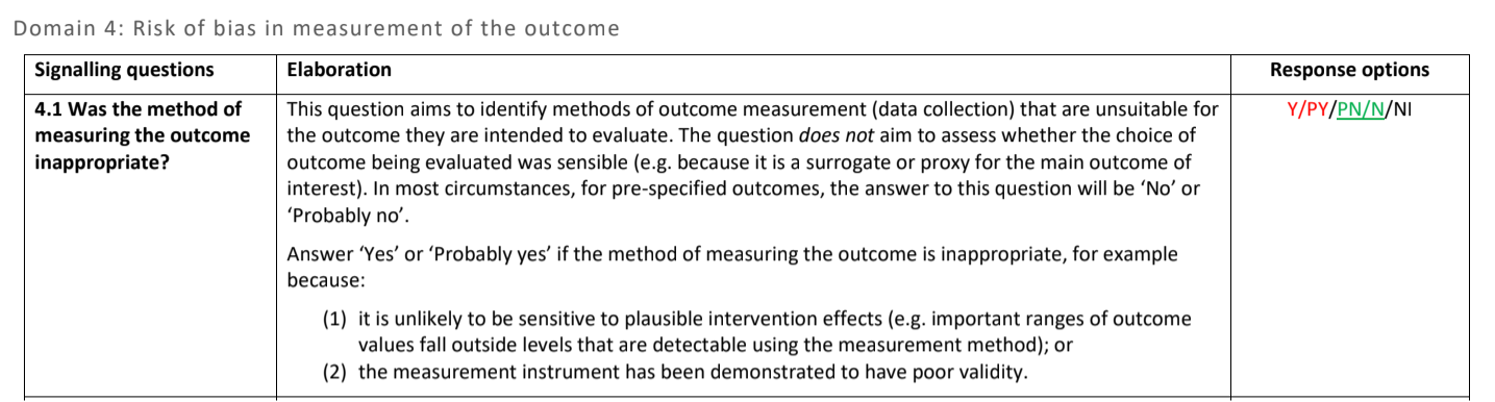 Domain 4: Risk of bias in measurement of the outcome
Signalling questions
Elaboration
Response options
4.1 Was the method of
measuring the outcome
inappropriate?
This question aims to identify methods of outcome measurement (data collection) that are unsuitable for
the outcome they are intended to evaluate. The question does not aim to assess whether the choice of
outcome being evaluated was sensible (e.g. because it is a surrogate or proxy for the main outcome of
interest). In most circumstances, for pre-specified outcomes, the answer to this question will be ‘No’ or
‘Probably no’.
Answer ‘Yes’ or ‘Probably yes’ if the method of measuring the outcome is inappropriate, for example
because:
(1) it is unlikely to be sensitive to plausible intervention effects (e.g. important ranges of outcome
values fall outside levels that are detectable using the measurement method); or
(2) the measurement instrument has been demonstrated to have poor validity.
Y/PY/PN/N/NI